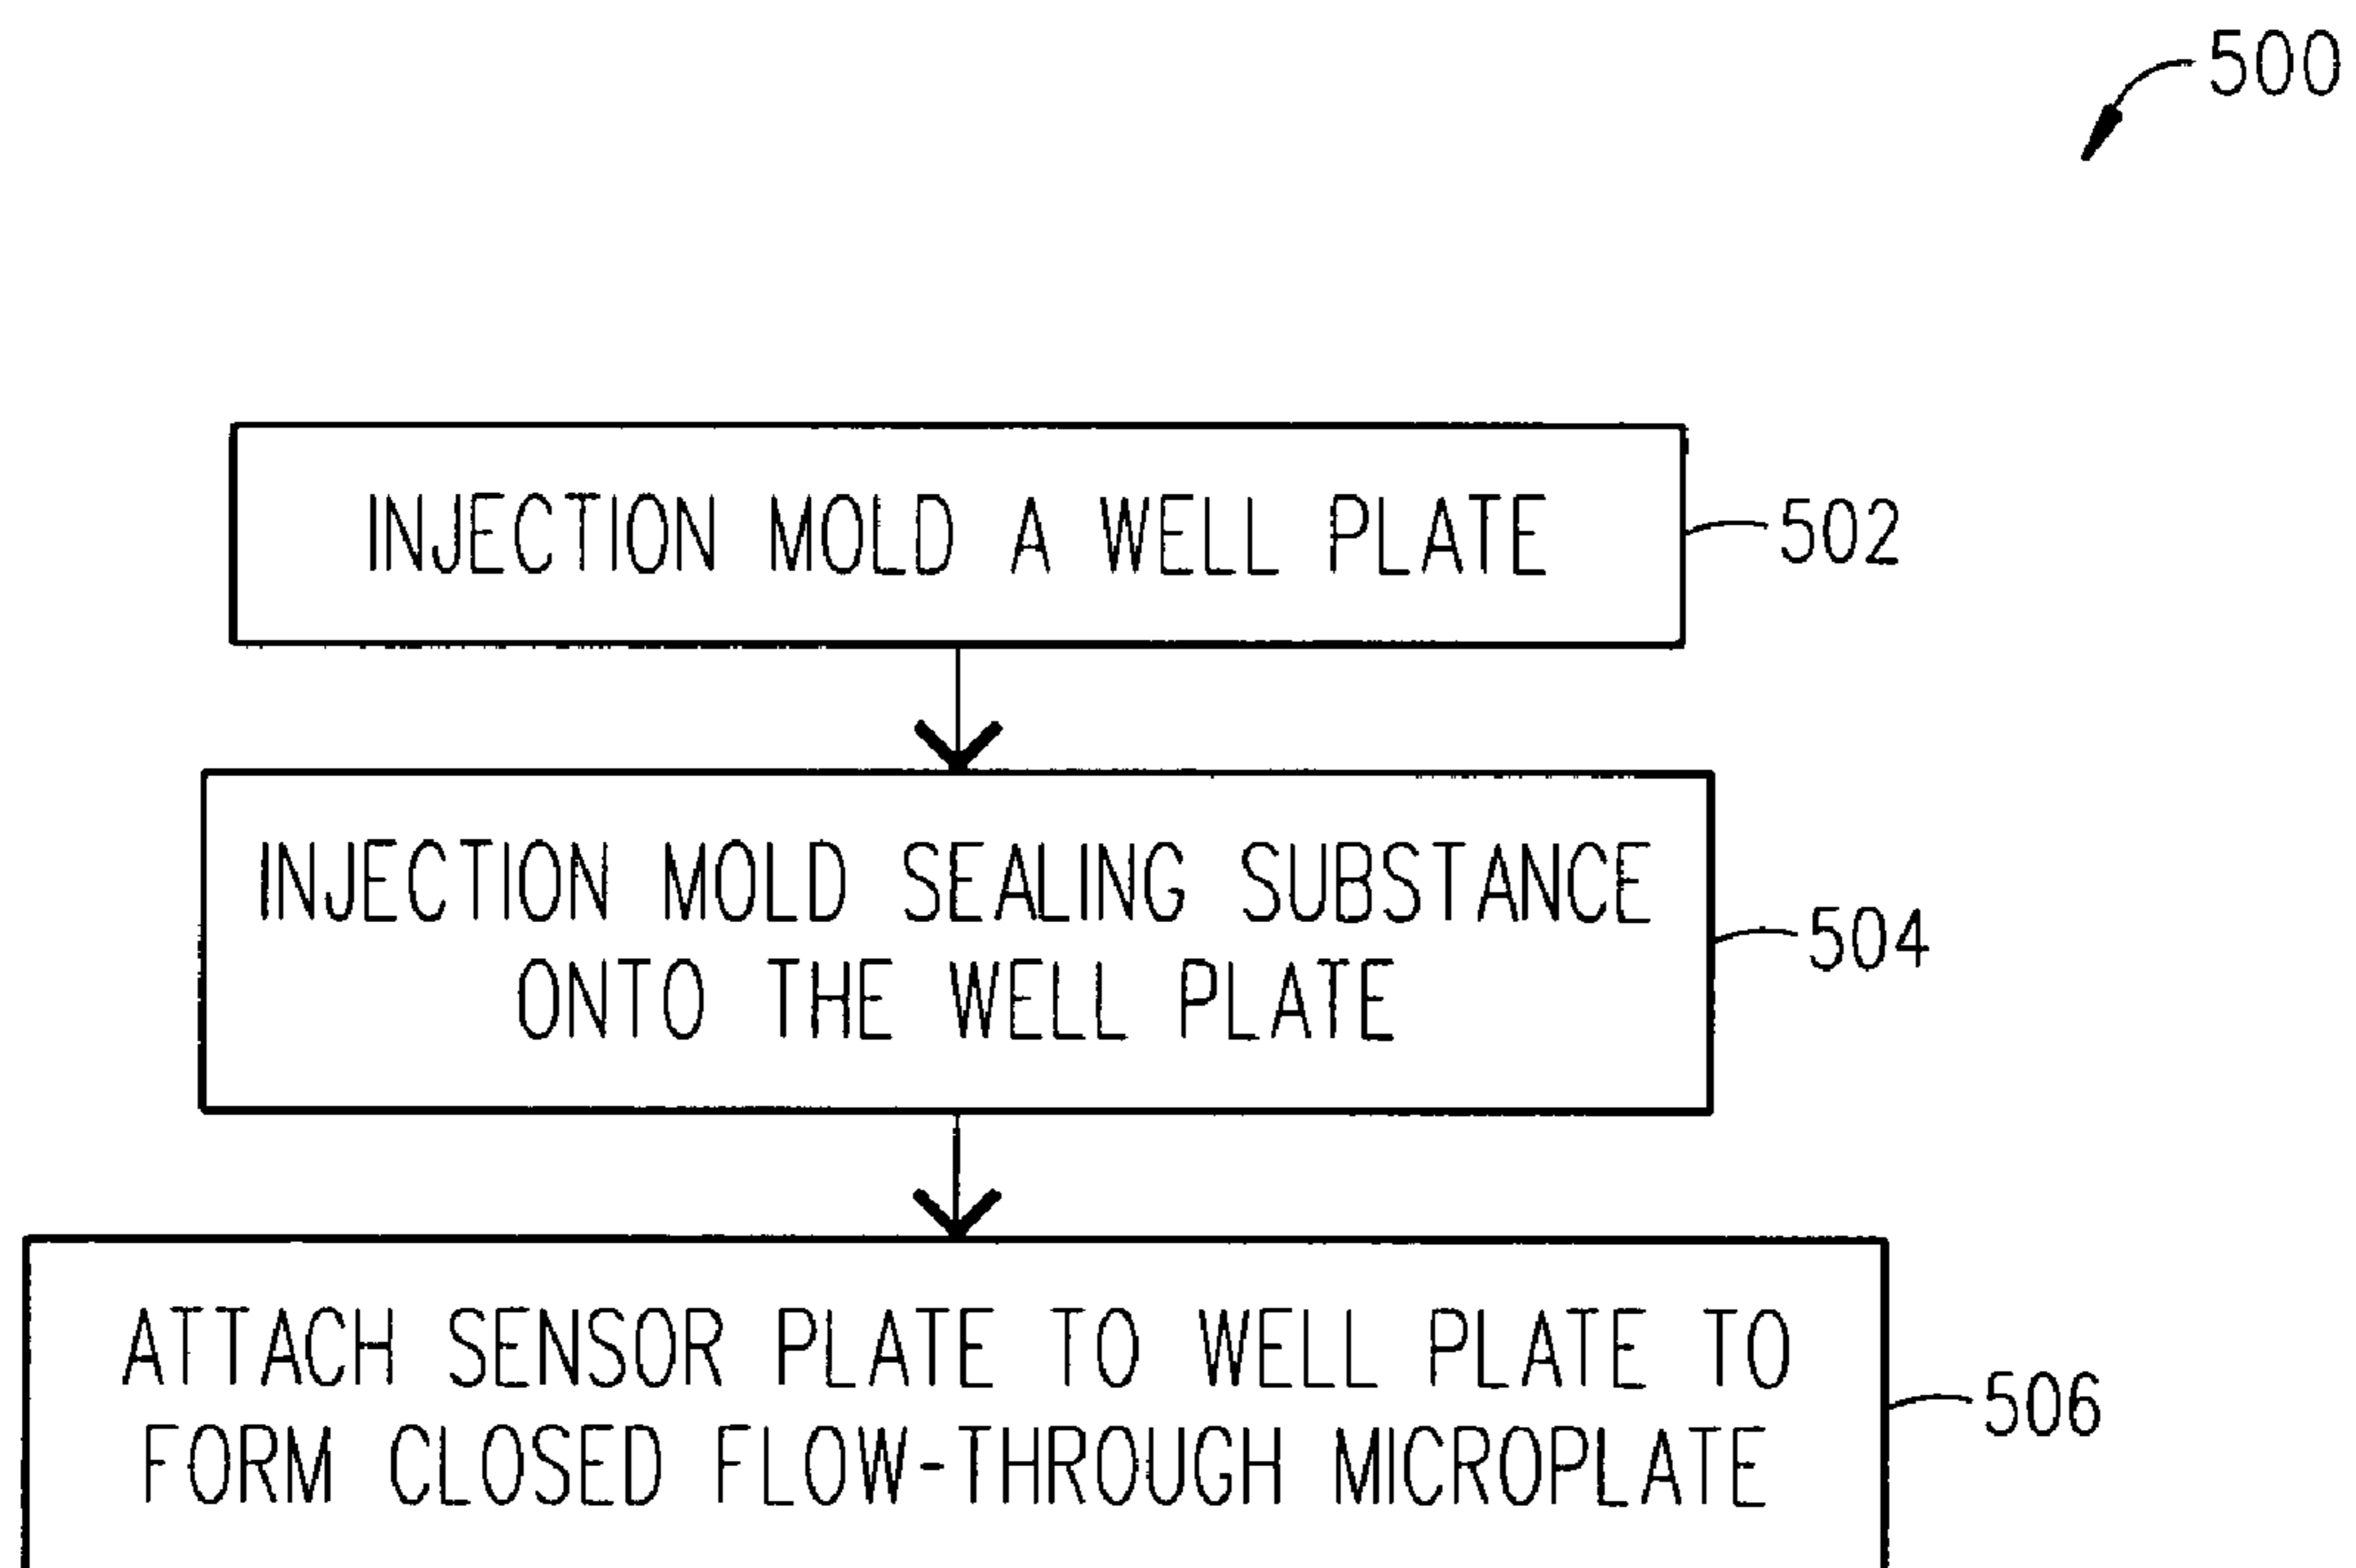 500
INJECTION MOLD A WELL PLATE
502
INJECTION MOLD SEALING SUBSTANCE
ONTO THE WELL PLATE
504
ATTACH SENSOR PLATE TO WELL PLATE TO
FORM CLOSED FLOW-THROUGH MICROPLATE
506